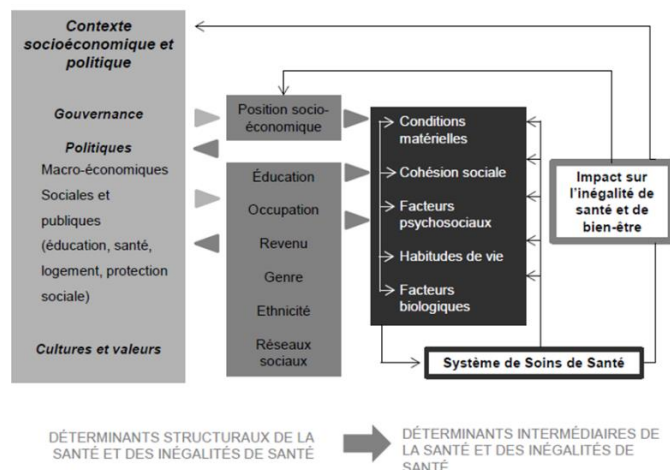 Contexte
socioéconomique et
politique
Gouvernance
Politiques
Macro-économiques
Sociales et
publiques
(éducation, santé,
logement, protection
sociale)
Cultures et valeurs
Position socio-
économique
Éducation
Occupation
Revenu
Genre
Ethnicité
Réseaux
sociaux
Conditions
matérielles
Cohésion sociale
Facteurs
psychosociaux
Habitudes de vie
Facteurs
biologiques
Impact sur
l'inégalité de
santé et de
bien-être
Système de Soins de Santé
DÉTERMINANTS STRUCTURAUX DE LA
SANTÉ ET DES INÉGALITÉS DE SANTÉ
DÉTERMINANTS INTERMÉDIAIRES DE
LA SANTÉ ET DES INÉGALITÉS DE
SANTÉ